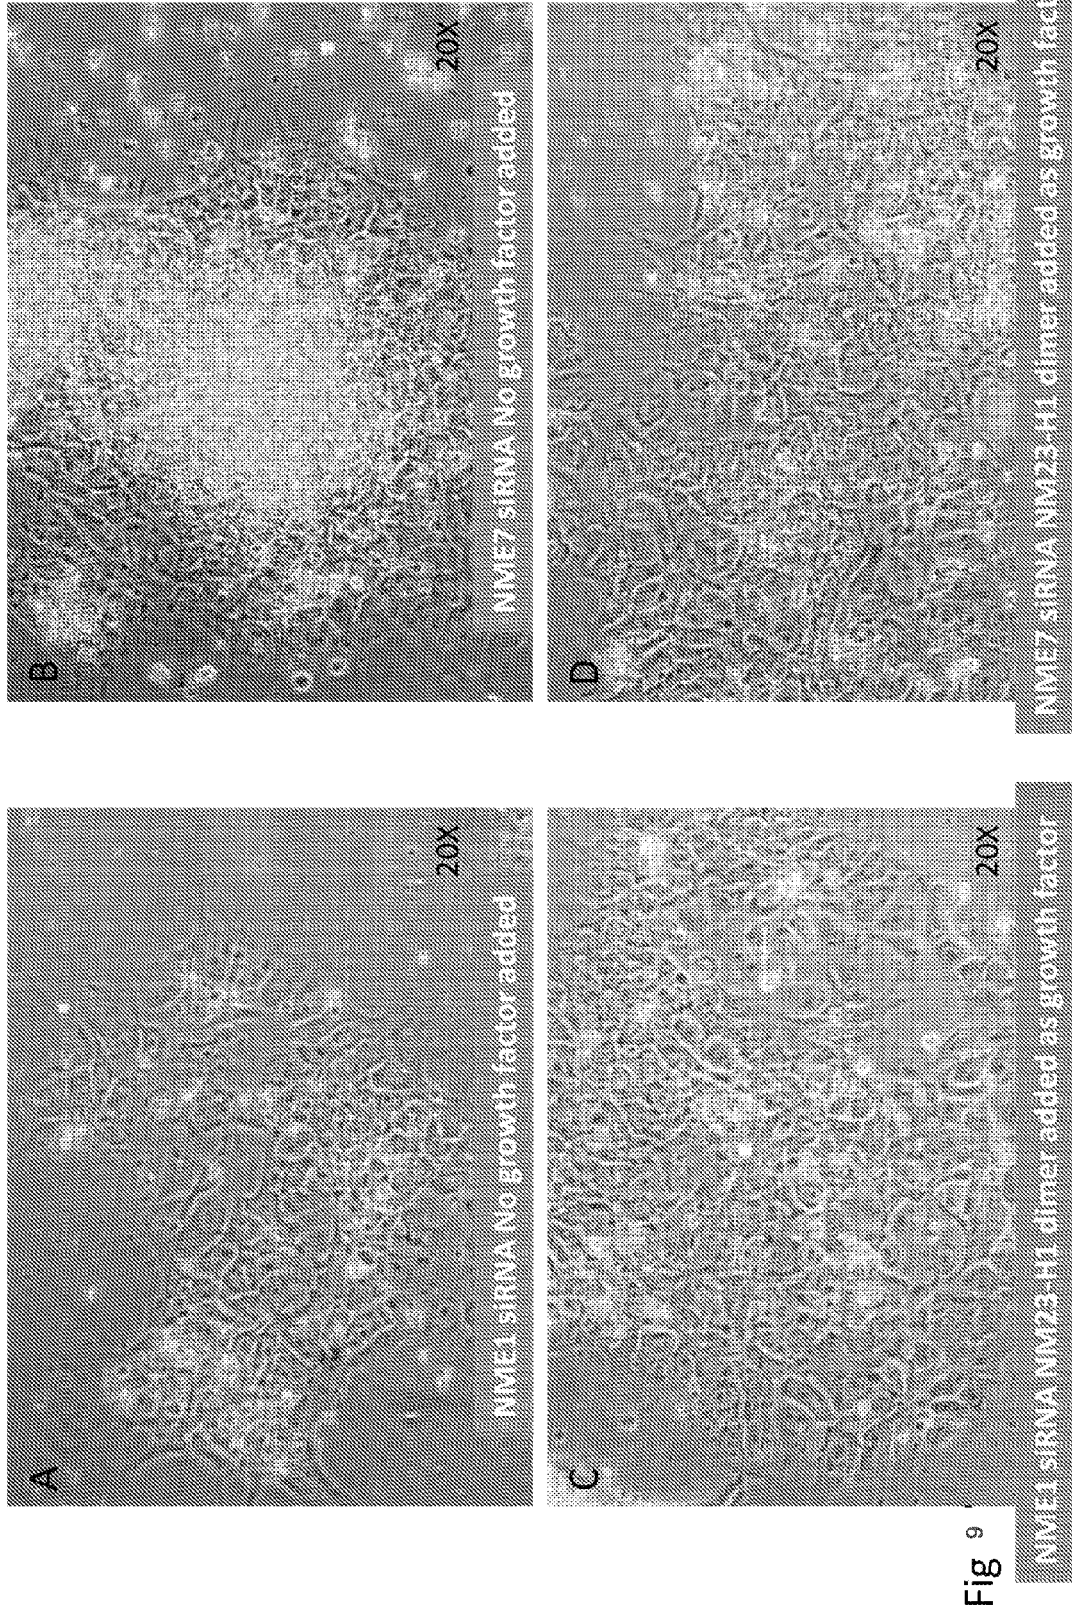 A
20X
NME1 siRNA No growth factor added
B
20X
NME7 siRNA No growth factor added
C
20X
NME1 siRNA NM23-H1 dimer added as growth factor
D
20X
NME7 siRNA NM23-H1 dimer added as growth
Fig 9